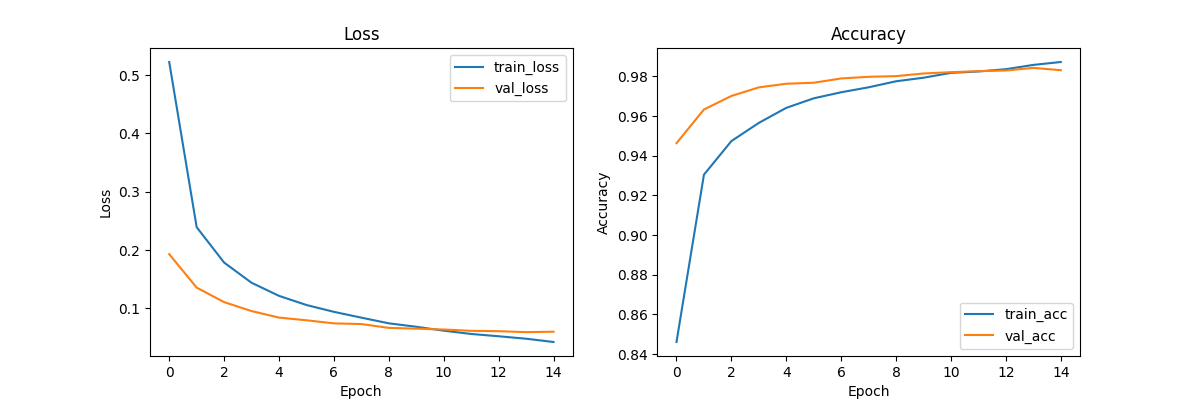 Loss
Loss
0.5
0.4
0.3
0.2
0.1
0 2 4 6 8 10 12 14
Epoch
train_loss
val_loss
Accuracy
Accuracy
0.98
0.96
0.94
0.92
0.90
0.88
0.86
0.84
0 2 4 6 8 10 12 14
Epoch
train_acc
val_acc